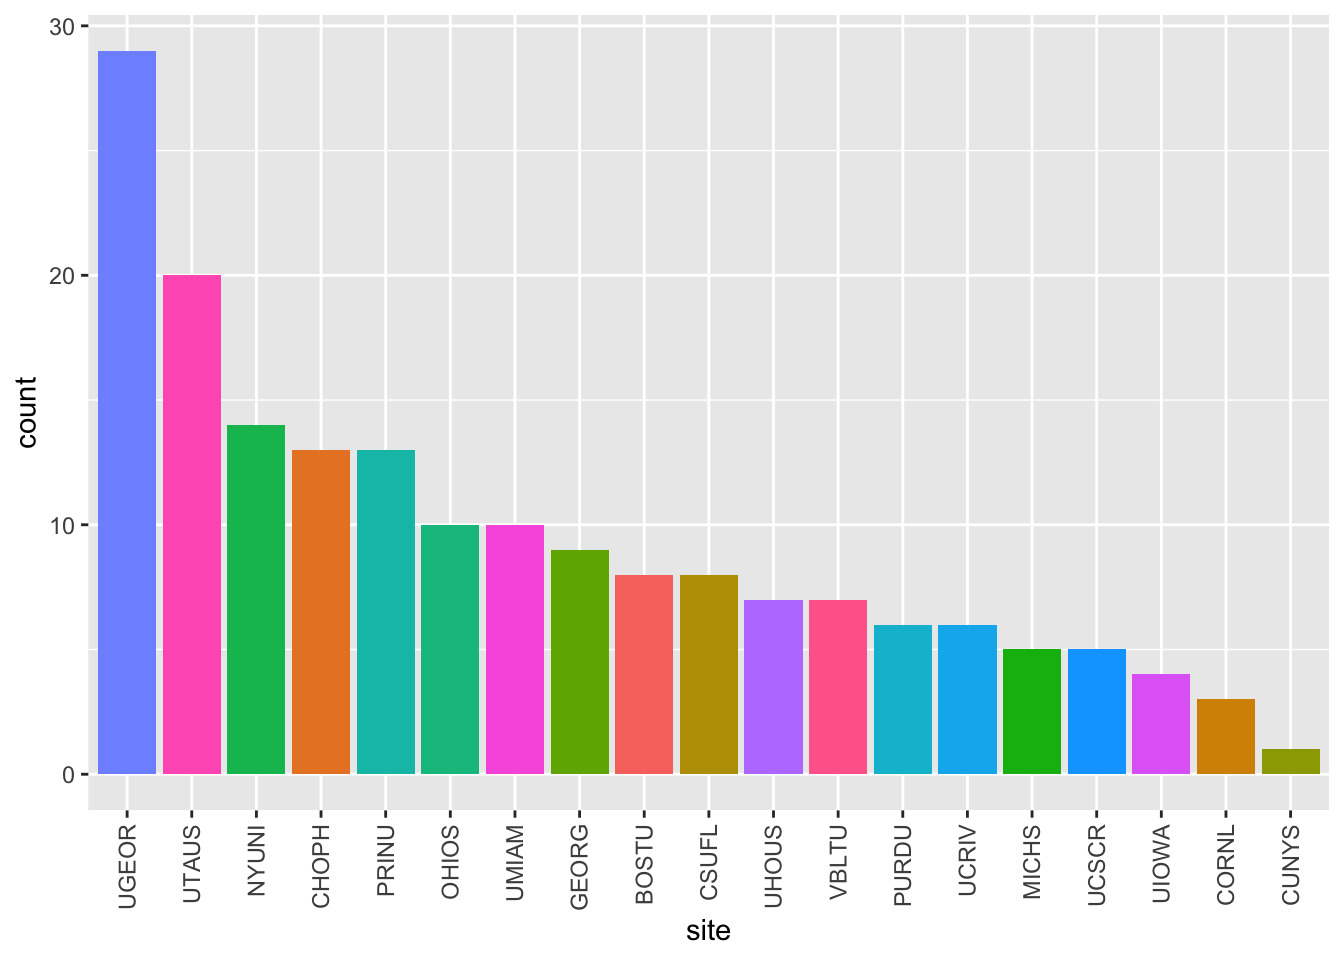 30
20
10
0
count
UGEOR
UTAUS
NYUNI
CHOPH
PRINU
OHIOS
UMIAM
GEORG
BOSTU
CSUFL
UHOUS
VBLTU
PURDU
UCRIV
MICHS
UCSCR
UIOWA
CORNL
CUNYS
site